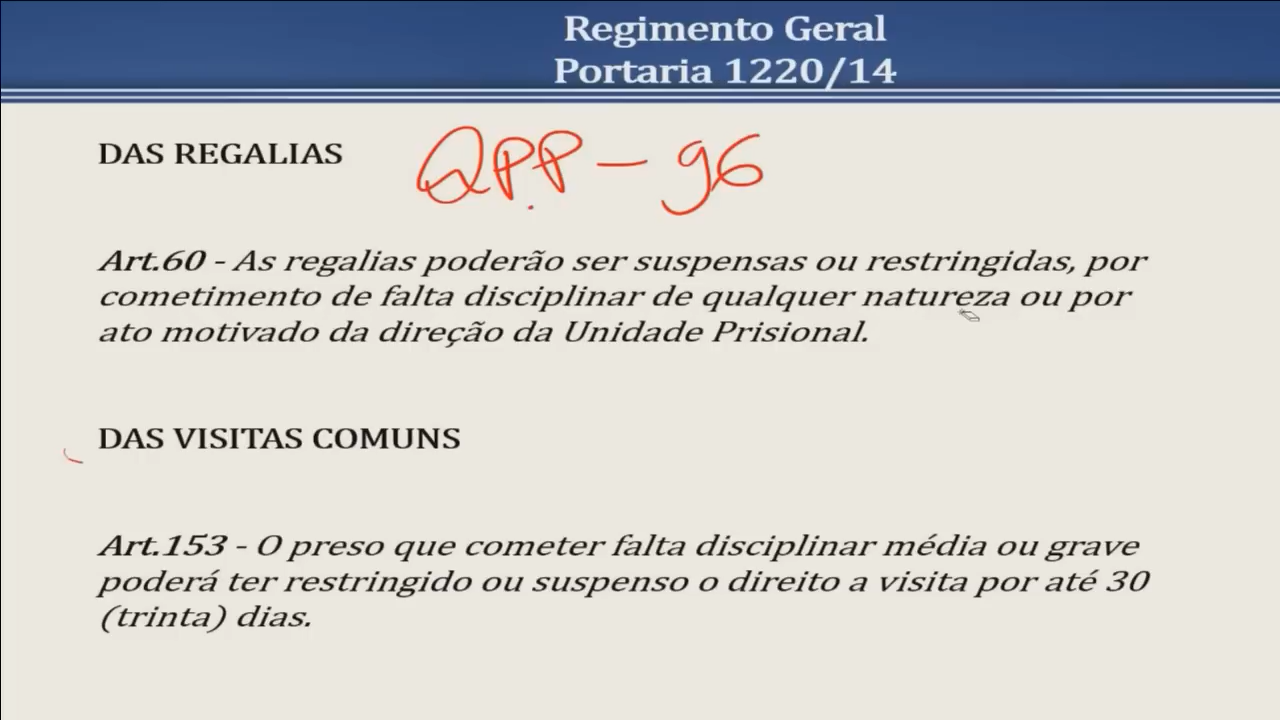 Regimento Geral
Portaria 1220/14
DAS REGALIAS QPP - 96
Art.60 - As regalias poderão ser suspensas ou restringidas, por
cometimento de falta disciplinar de qualquer natureza ou por
ato motivado da direção da Unidade Prisional.
DAS VISITAS COMUNS
Art.153 - O preso que cometer falta disciplinar média ou grave
poderá ter restringido ou suspenso o direito a visita por até 30
(trinta) dias.